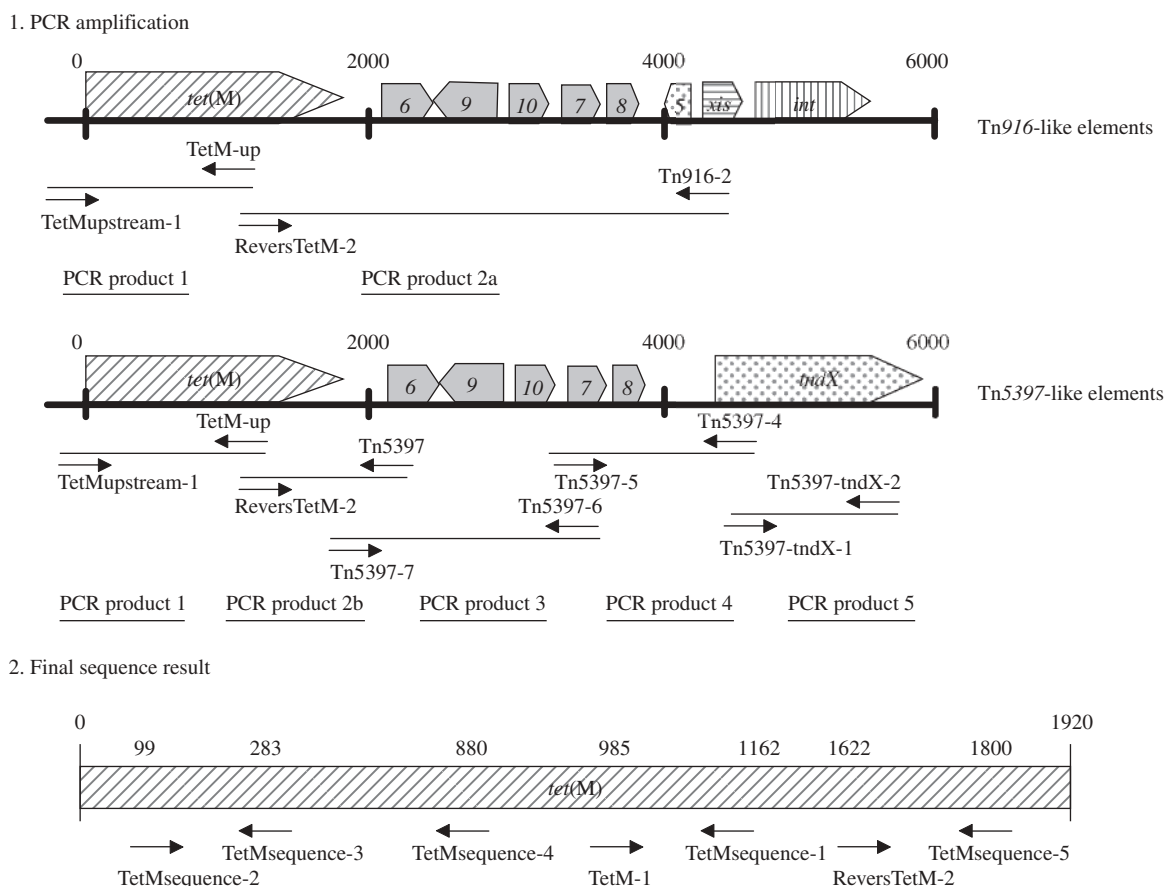 1. PCR amplification
0 2000 4000 6000
tet(M) 6 9 10 7 8 5 xis int
Tn916-like elements
TetM-up
Tn916-2
TetMupstream-1
ReversTetM-2
PCR product 1 PCR product 2a
0 2000 4000 6000
tet(M) 6 9 10 7 8 tndX
Tn5397-like elements
TetM-up Tn5397 Tn5397-4
TetMupstream-1 Tn5397-5
ReversTetM-2 Tn5397-6 Tn5397-tndX-2
Tn5397-7 Tn5397-tndX-1
PCR product 1 PCR product 2b PCR product 3 PCR product 4 PCR product 5
2. Final sequence result
0 1920
99 283 880 985 1162 1622 1800
tet(M)
TetMsequence-3 TetMsequence-4 TetMsequence-1 TetMsequence-5
TetMsequence-2 TetM-1 ReversTetM-2